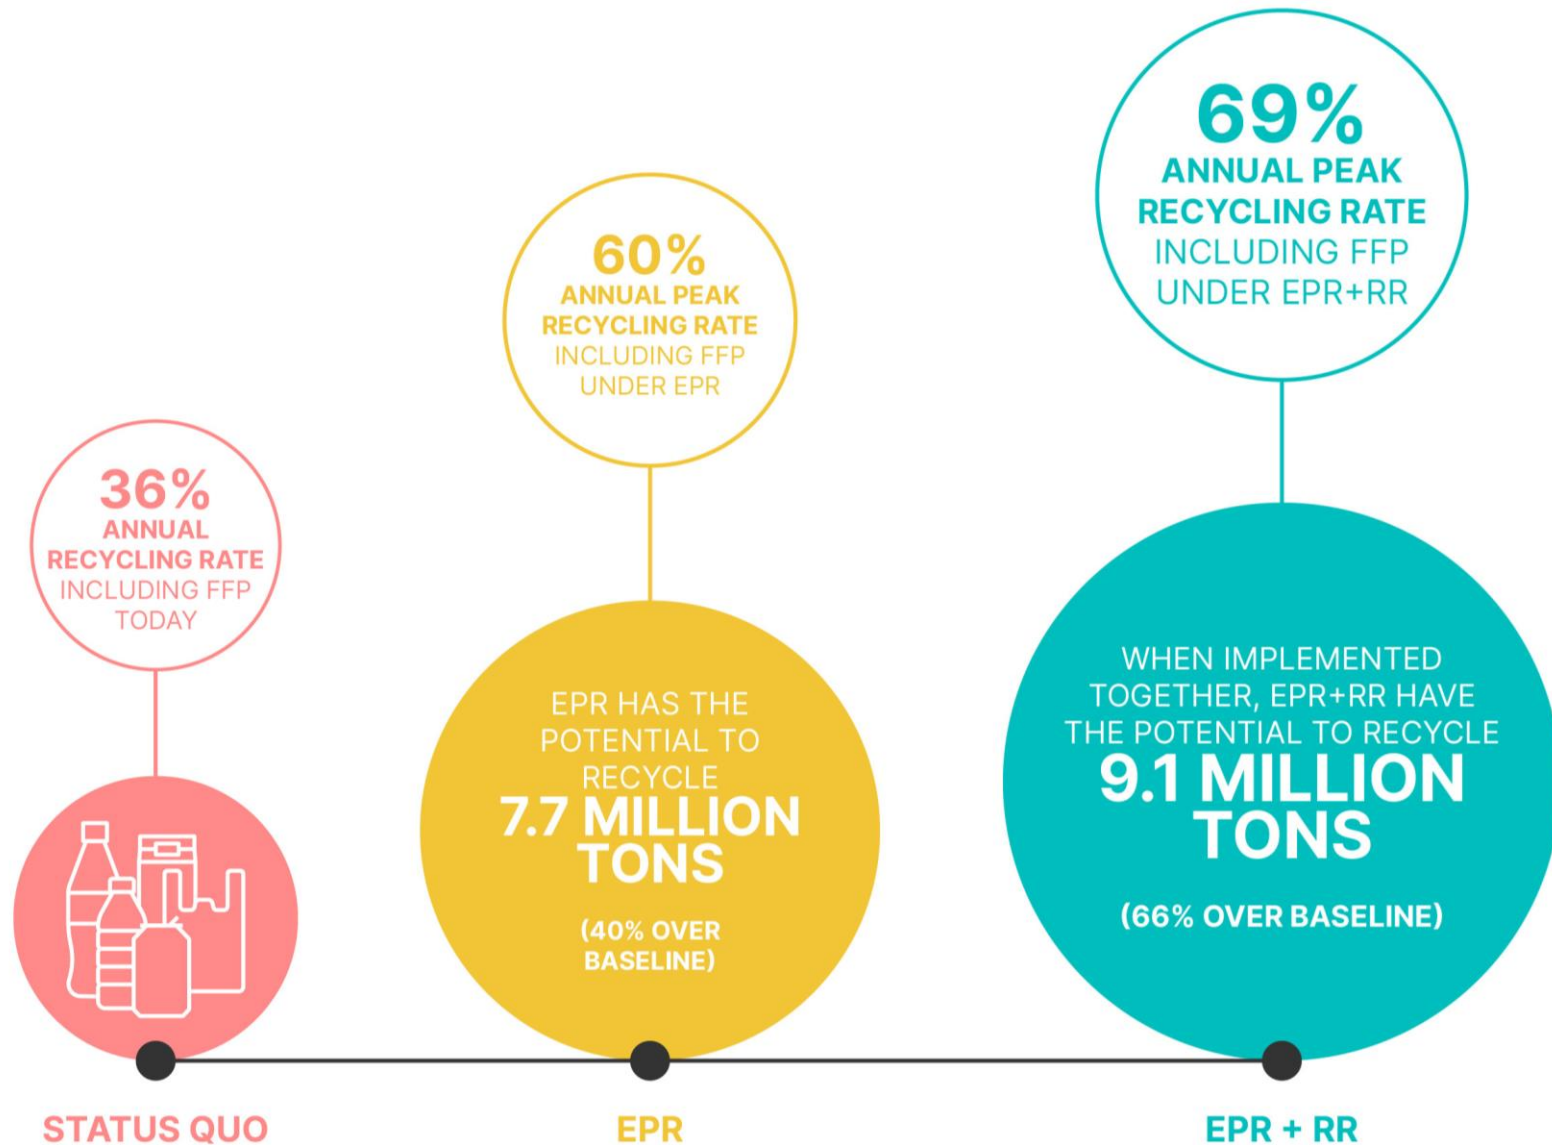 36%
ANNUAL
RECYCLING RATE
INCLUDING FFP
TODAY
STATUS QUO
60%
ANNUAL PEAK
RECYCLING RATE
INCLUDING FFP
UNDER EPR
EPR HAS THE
POTENTIAL TO
RECYCLE
7.7 MILLION
TONS
(40% OVER
BASELINE)
EPR
69%
ANNUAL PEAK
RECYCLING RATE
INCLUDING FFP
UNDER EPR+RR
WHEN IMPLEMENTED
TOGETHER, EPR+RR HAVE
THE POTENTIAL TO RECYCLE
9.1 MILLION
TONS
(66% OVER BASELINE)
EPR + RR